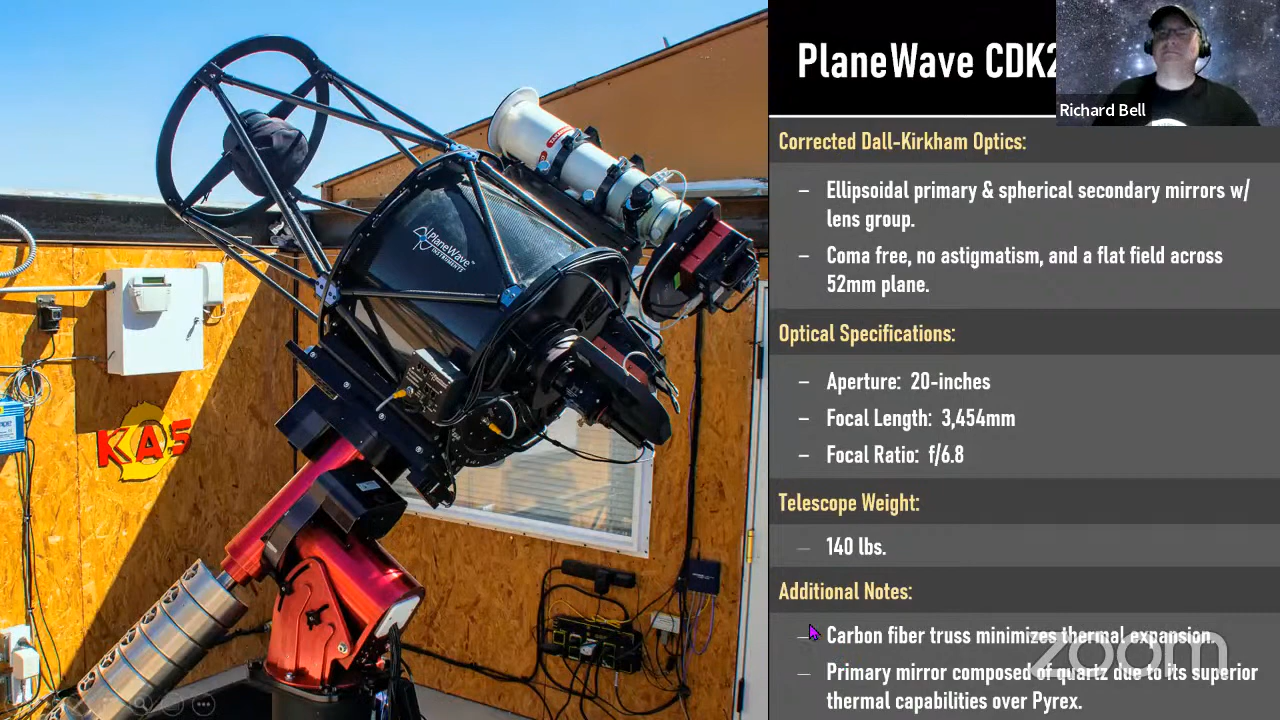 PlaneWave CDK2
Richard Bell
Corrected Dall-Kirkham Optics:
– Ellipsoidal primary & spherical secondary mirrors w/
lens group.
– Coma free, no astigmatism, and a flat field across
52mm plane.
Optical Specifications:
– Aperture: 20-inches
– Focal Length: 3,454mm
– Focal Ratio: f/6.8
Telescope Weight:
– 140 lbs.
Additional Notes:
– Carbon fiber truss minimizes thermal expansion.
– Primary mirror composed of quartz due to its superior
thermal capabilities over Pyrex.
zoom
PlaneWave
INSTRUMENTS
KAS